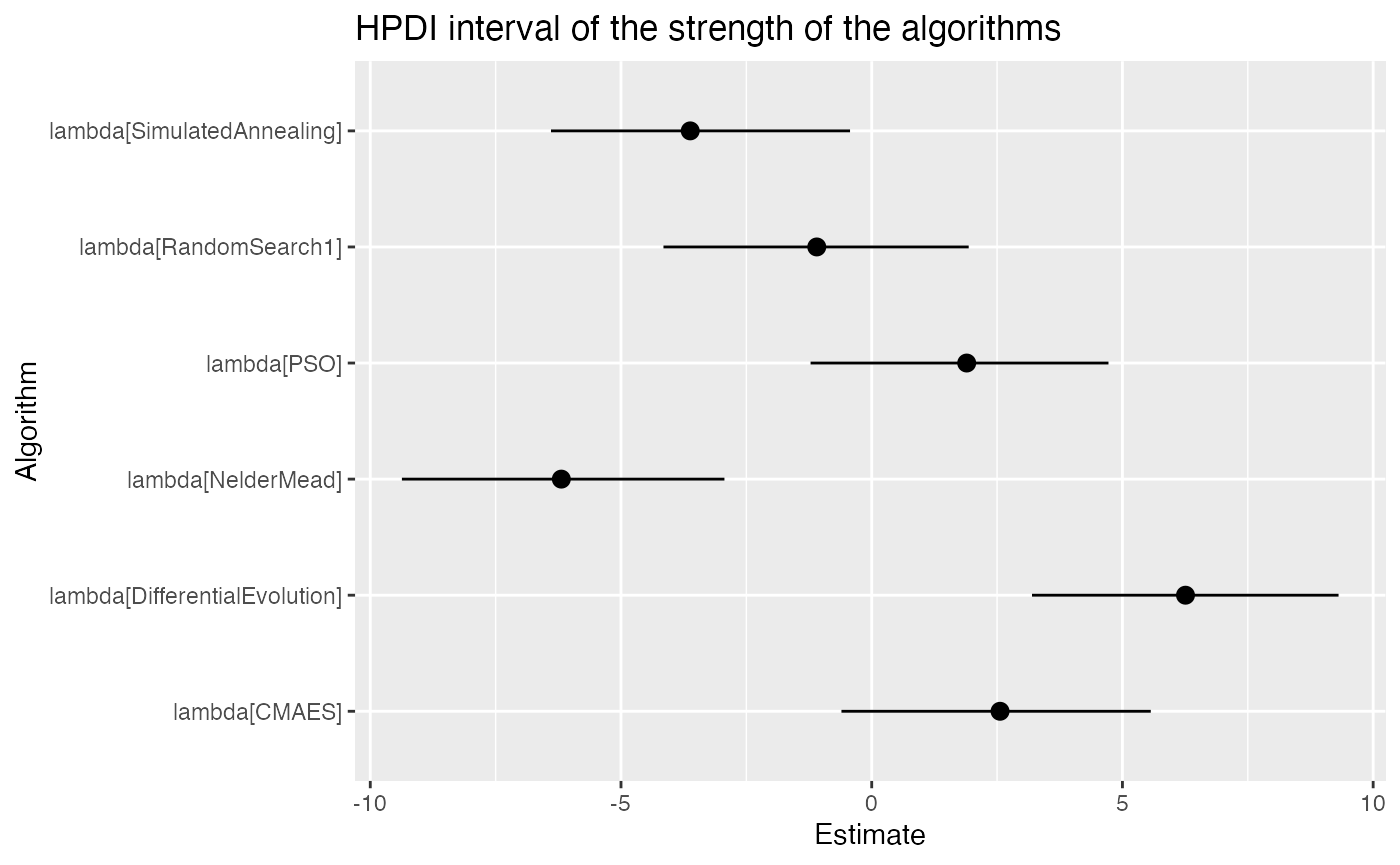 HPDI interval of the strength of the algorithms
Algorithm
lambda[SimulatedAnnealing]
lambda[RandomSearch1]
lambda[PSO]
lambda[NelderMead]
lambda[DifferentialEvolution]
lambda[CMAES]
-10 -5 0 5 10
Estimate